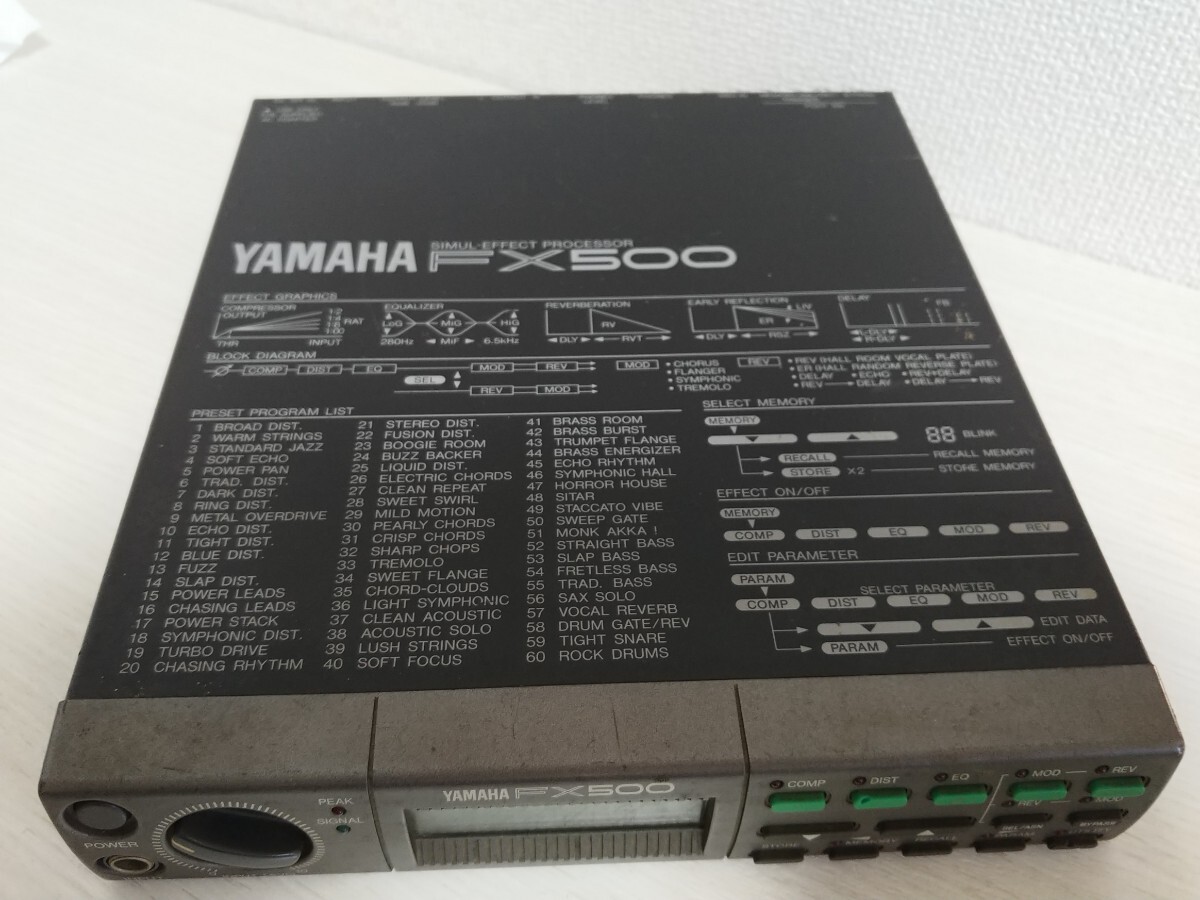 SIMUL-EFFECT PROCESSOR
YAMAHA FX500
EFFECT GRAPHICS
COMPRESSOR
OUTPUT
1:2
1:4
1:8
1:00
RAT
THR INPUT
EQUALIZER
LoG MiG HiG
280Hz MiF 6.5kHz
REVERBERATION
RV
DLY RVT
EARLY REFLECTION
LIV
ER
DLY RSZ
DELAY
FB
L-DLY
R-DLY
BLOCK DIAGRAM
COMP DIST EQ
SEL
MOD REV
REV MOD
MOD
• CHORUS
• FLANGER
• SYMPHONIC
• TREMOLO
REV
• REV (HALL ROOM VOCAL PLATE)
• ER (HALL RANDOM REVERSE PLATE)
• DELAY • ECHO • REV+DELAY
• REV DELAY • DELAY REV
PRESET PROGRAM LIST
1 BROAD DIST.
2 WARM STRINGS
3 STANDARD JAZZ
4 SOFT ECHO
5 POWER PAN
6 TRAD. DIST.
7 DARK DIST.
8 RING DIST.
9 METAL OVERDRIVE
10 ECHO DIST.
11 TIGHT DIST.
12 BLUE DIST.
13 FUZZ
14 SLAP DIST.
15 POWER LEADS
16 CHASING LEADS
17 POWER STACK
18 SYMPHONIC DIST.
19 TURBO DRIVE
20 CHASING RHYTHM
21 STEREO DIST.
22 FUSION DIST.
23 BOOGIE ROOM
24 BUZZ BACKER
25 LIQUID DIST.
26 ELECTRIC CHORDS
27 CLEAN REPEAT
28 SWEET SWIRL
29 MILD MOTION
30 PEARLY CHORDS
31 CRISP CHORDS
32 SHARP CHOPS
33 TREMOLO
34 SWEET FLANGE
35 CHORD-CLOUDS
36 LIGHT SYMPHONIC
37 CLEAN ACOUSTIC
38 ACOUSTIC SOLO
39 LUSH STRINGS
40 SOFT FOCUS
41 BRASS ROOM
42 BRASS BURST
43 TRUMPET FLANGE
44 BRASS ENERGIZER
45 ECHO RHYTHM
46 SYMPHONIC HALL
47 HORROR HOUSE
48 SITAR
49 STACCATO VIBE
50 SWEEP GATE
51 MONK AKKA !
52 STRAIGHT BASS
53 SLAP BASS
54 FRETLESS BASS
55 TRAD. BASS
56 SAX SOLO
57 VOCAL REVERB
58 DRUM GATE/REV
59 TIGHT SNARE
60 ROCK DRUMS
SELECT MEMORY
MEMORY
88 BLINK
RECALL RECALL MEMORY
STORE ×2 STORE MEMORY
EFFECT ON/OFF
MEMORY
COMP DIST EQ MOD REV
EDIT PARAMETER
PARAM SELECT PARAMETER
COMP DIST EQ MOD REV
EDIT DATA
PARAM EFFECT ON/OFF
POWER
PEAK
SIGNAL
YAMAHA FX500
COMP DIST EQ MOD REV
REV MOD
STORE MEMORY BYPASS